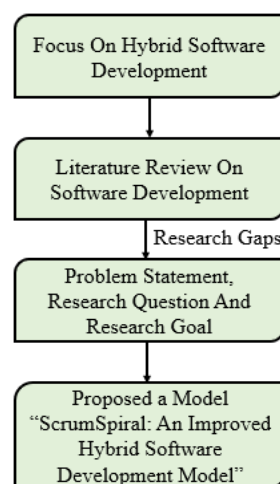 Focus On Hybrid Software
Development
Literature Review On
Software Development
Research Gaps
Problem Statement,
Research Question And
Research Goal
Proposed a Model
“ScrumSpiral: An Improved
Hybrid Software
Development Model”